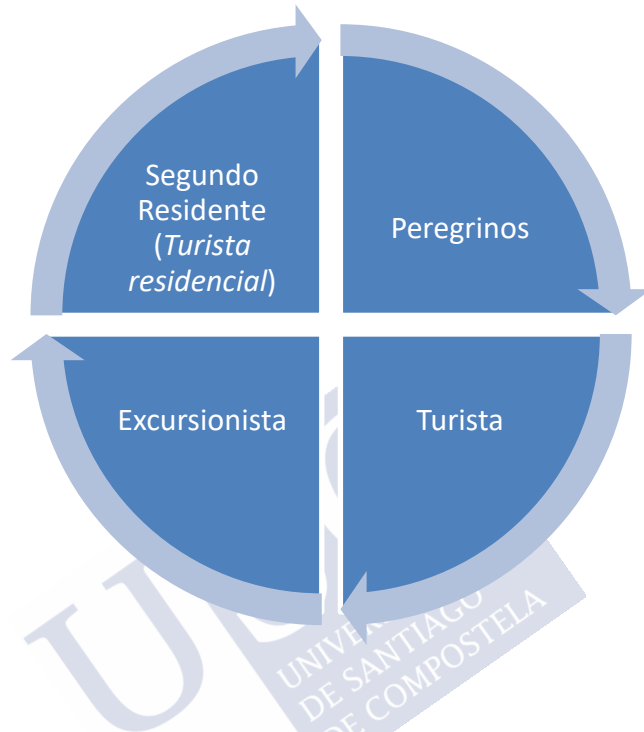 Segundo
Residente
(Turista
residencial)
Peregrinos
Excursionista
Turista
UNIVERSIDADE
DE SANTIAGO
DE COMPOSTELA